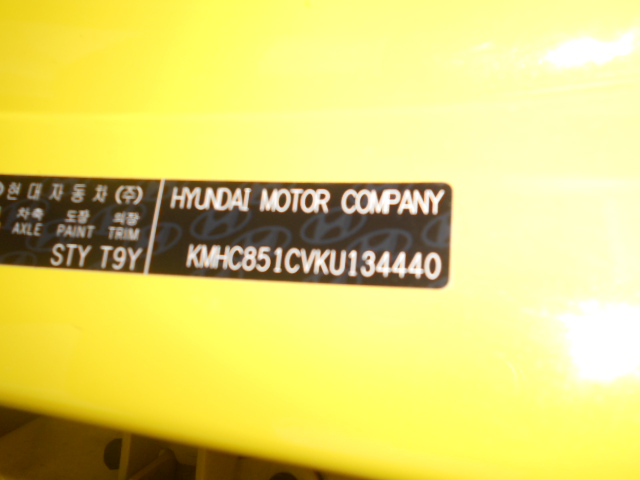 현대자동차(주)
차축 도장 의장
AXLE PAINT TRIM
STY T9Y
HYUNDAI MOTOR COMPANY
KMHC851CVKU134440